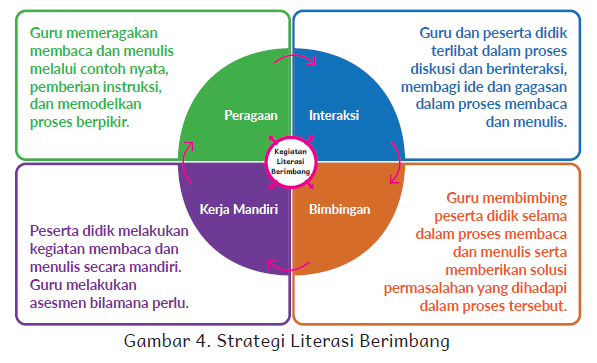 Guru memeragakan
membaca dan menulis
melalui contoh nyata,
pemberian instruksi,
dan memodelkan
proses berpikir.
Guru dan peserta didik
terlibat dalam proses
diskusi dan berinteraksi,
membagi ide dan gagasan
dalam proses membaca
dan menulis.
Peragaan
Interaksi
Kegiatan
Literasi
Berimbang
Kerja Mandiri
Bimbingan
Peserta didik melakukan
kegiatan membaca dan
menulis secara mandiri.
Guru melakukan
asesmen bilamana perlu.
Guru membimbing
peserta didik selama
dalam proses membaca
dan menulis serta
memberikan solusi
permasalahan yang dihadapi
dalam proses tersebut.
Gambar 4. Strategi Literasi Berimbang